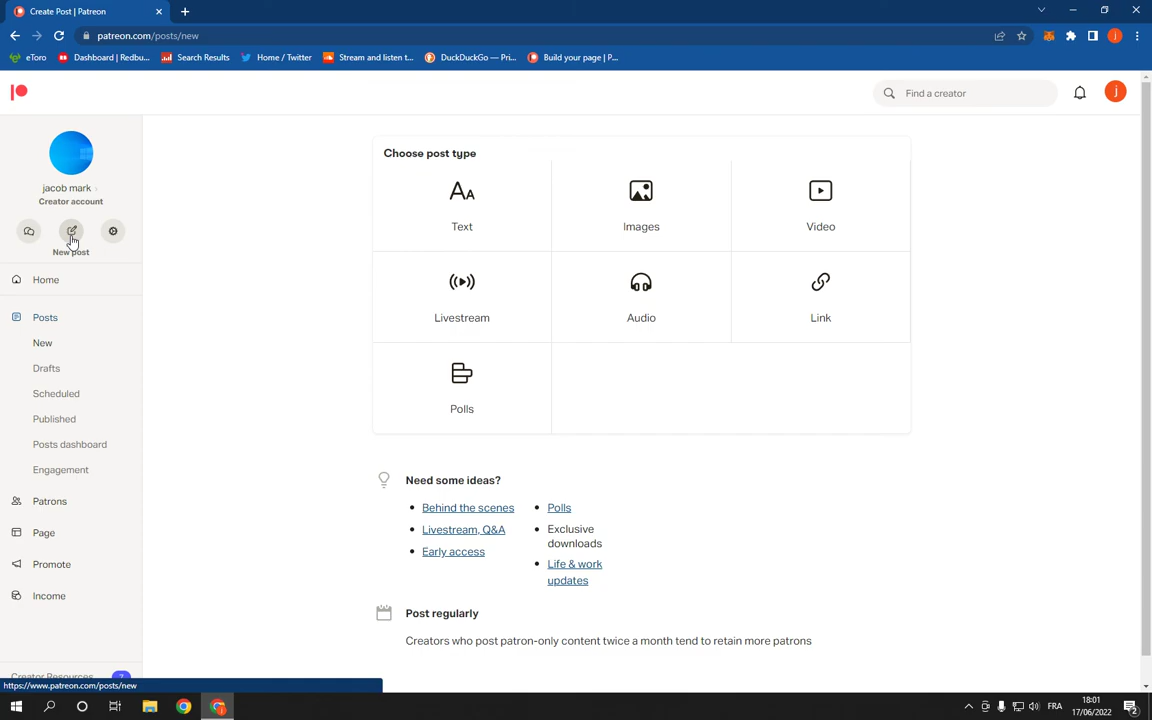 Create Post | Patreon
patreon.com/posts/new
eToro
Dashboard | Redbu...
Search Results
Home / Twitter
Stream and listen t...
DuckDuckGo — Pri...
Build your page | P...
Find a creator
j
jacob mark
Creator account
New post
Home
Posts
New
Drafts
Scheduled
Published
Posts dashboard
Engagement
Patrons
Page
Promote
Income
Creator Resources
7
Choose post type
Text
Images
Video
Livestream
Audio
Link
Polls
Need some ideas?
Behind the scenes
Livestream, Q&A
Early access
Polls
Exclusive
downloads
Life & work
updates
Post regularly
Creators who post patron-only content twice a month tend to retain more patrons
https://www.patreon.com/posts/new
FRA
18:01
17/06/2022
2